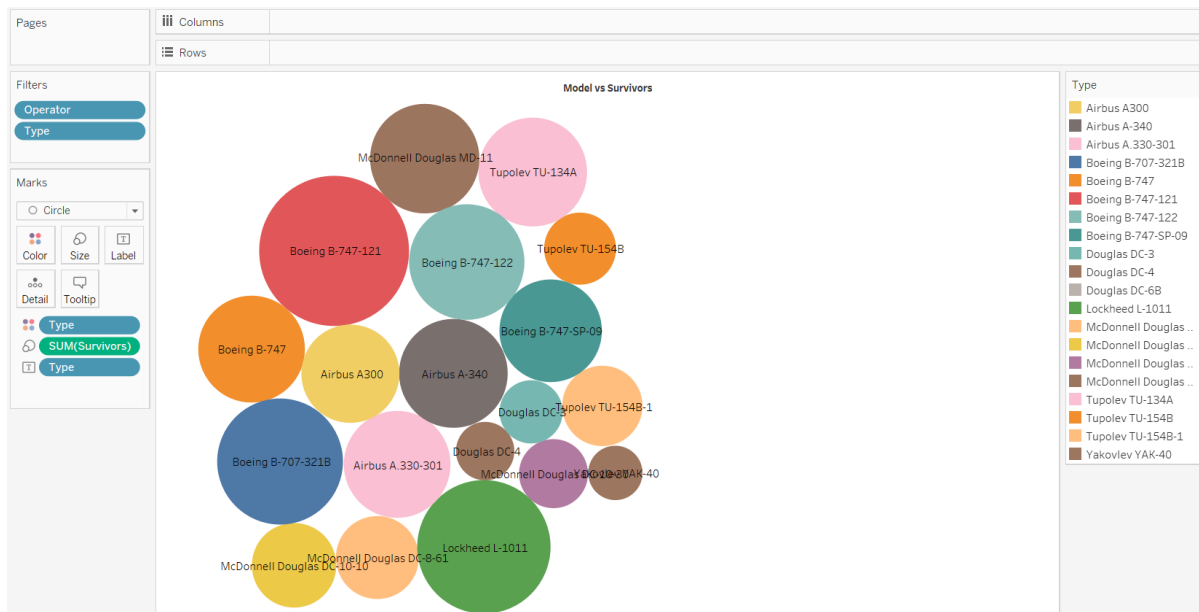 Pages
Columns
Rows
Filters
Operator
Type
Marks
Circle
Color
Size
Label
Detail
Tooltip
Type
SUM(Survivors)
Type
Model vs Survivors
McDonnell Douglas MD-11
Tupolev TU-134A
Boeing B-747-121
Boeing B-747-122
Tupolev TU-154B
Boeing B-747-SP-09
Boeing B-747
Airbus A300
Airbus A-340
Tupolev TU-154B-1
Douglas DC-3
Douglas DC-4
Boeing B-707-321B
Airbus A.330-301
McDonnell Douglas
YAK-40
Lockheed L-1011
McDonnell Douglas DC-10-10
McDonnell Douglas DC-8-61
Type
Airbus A300
Airbus A-340
Airbus A.330-301
Boeing B-707-321B
Boeing B-747
Boeing B-747-121
Boeing B-747-122
Boeing B-747-SP-09
Douglas DC-3
Douglas DC-4
Douglas DC-6B
Lockheed L-1011
McDonnell Douglas ..
McDonnell Douglas ..
McDonnell Douglas ..
McDonnell Douglas ..
Tupolev TU-134A
Tupolev TU-154B
Tupolev TU-154B-1
Yakovlev YAK-40